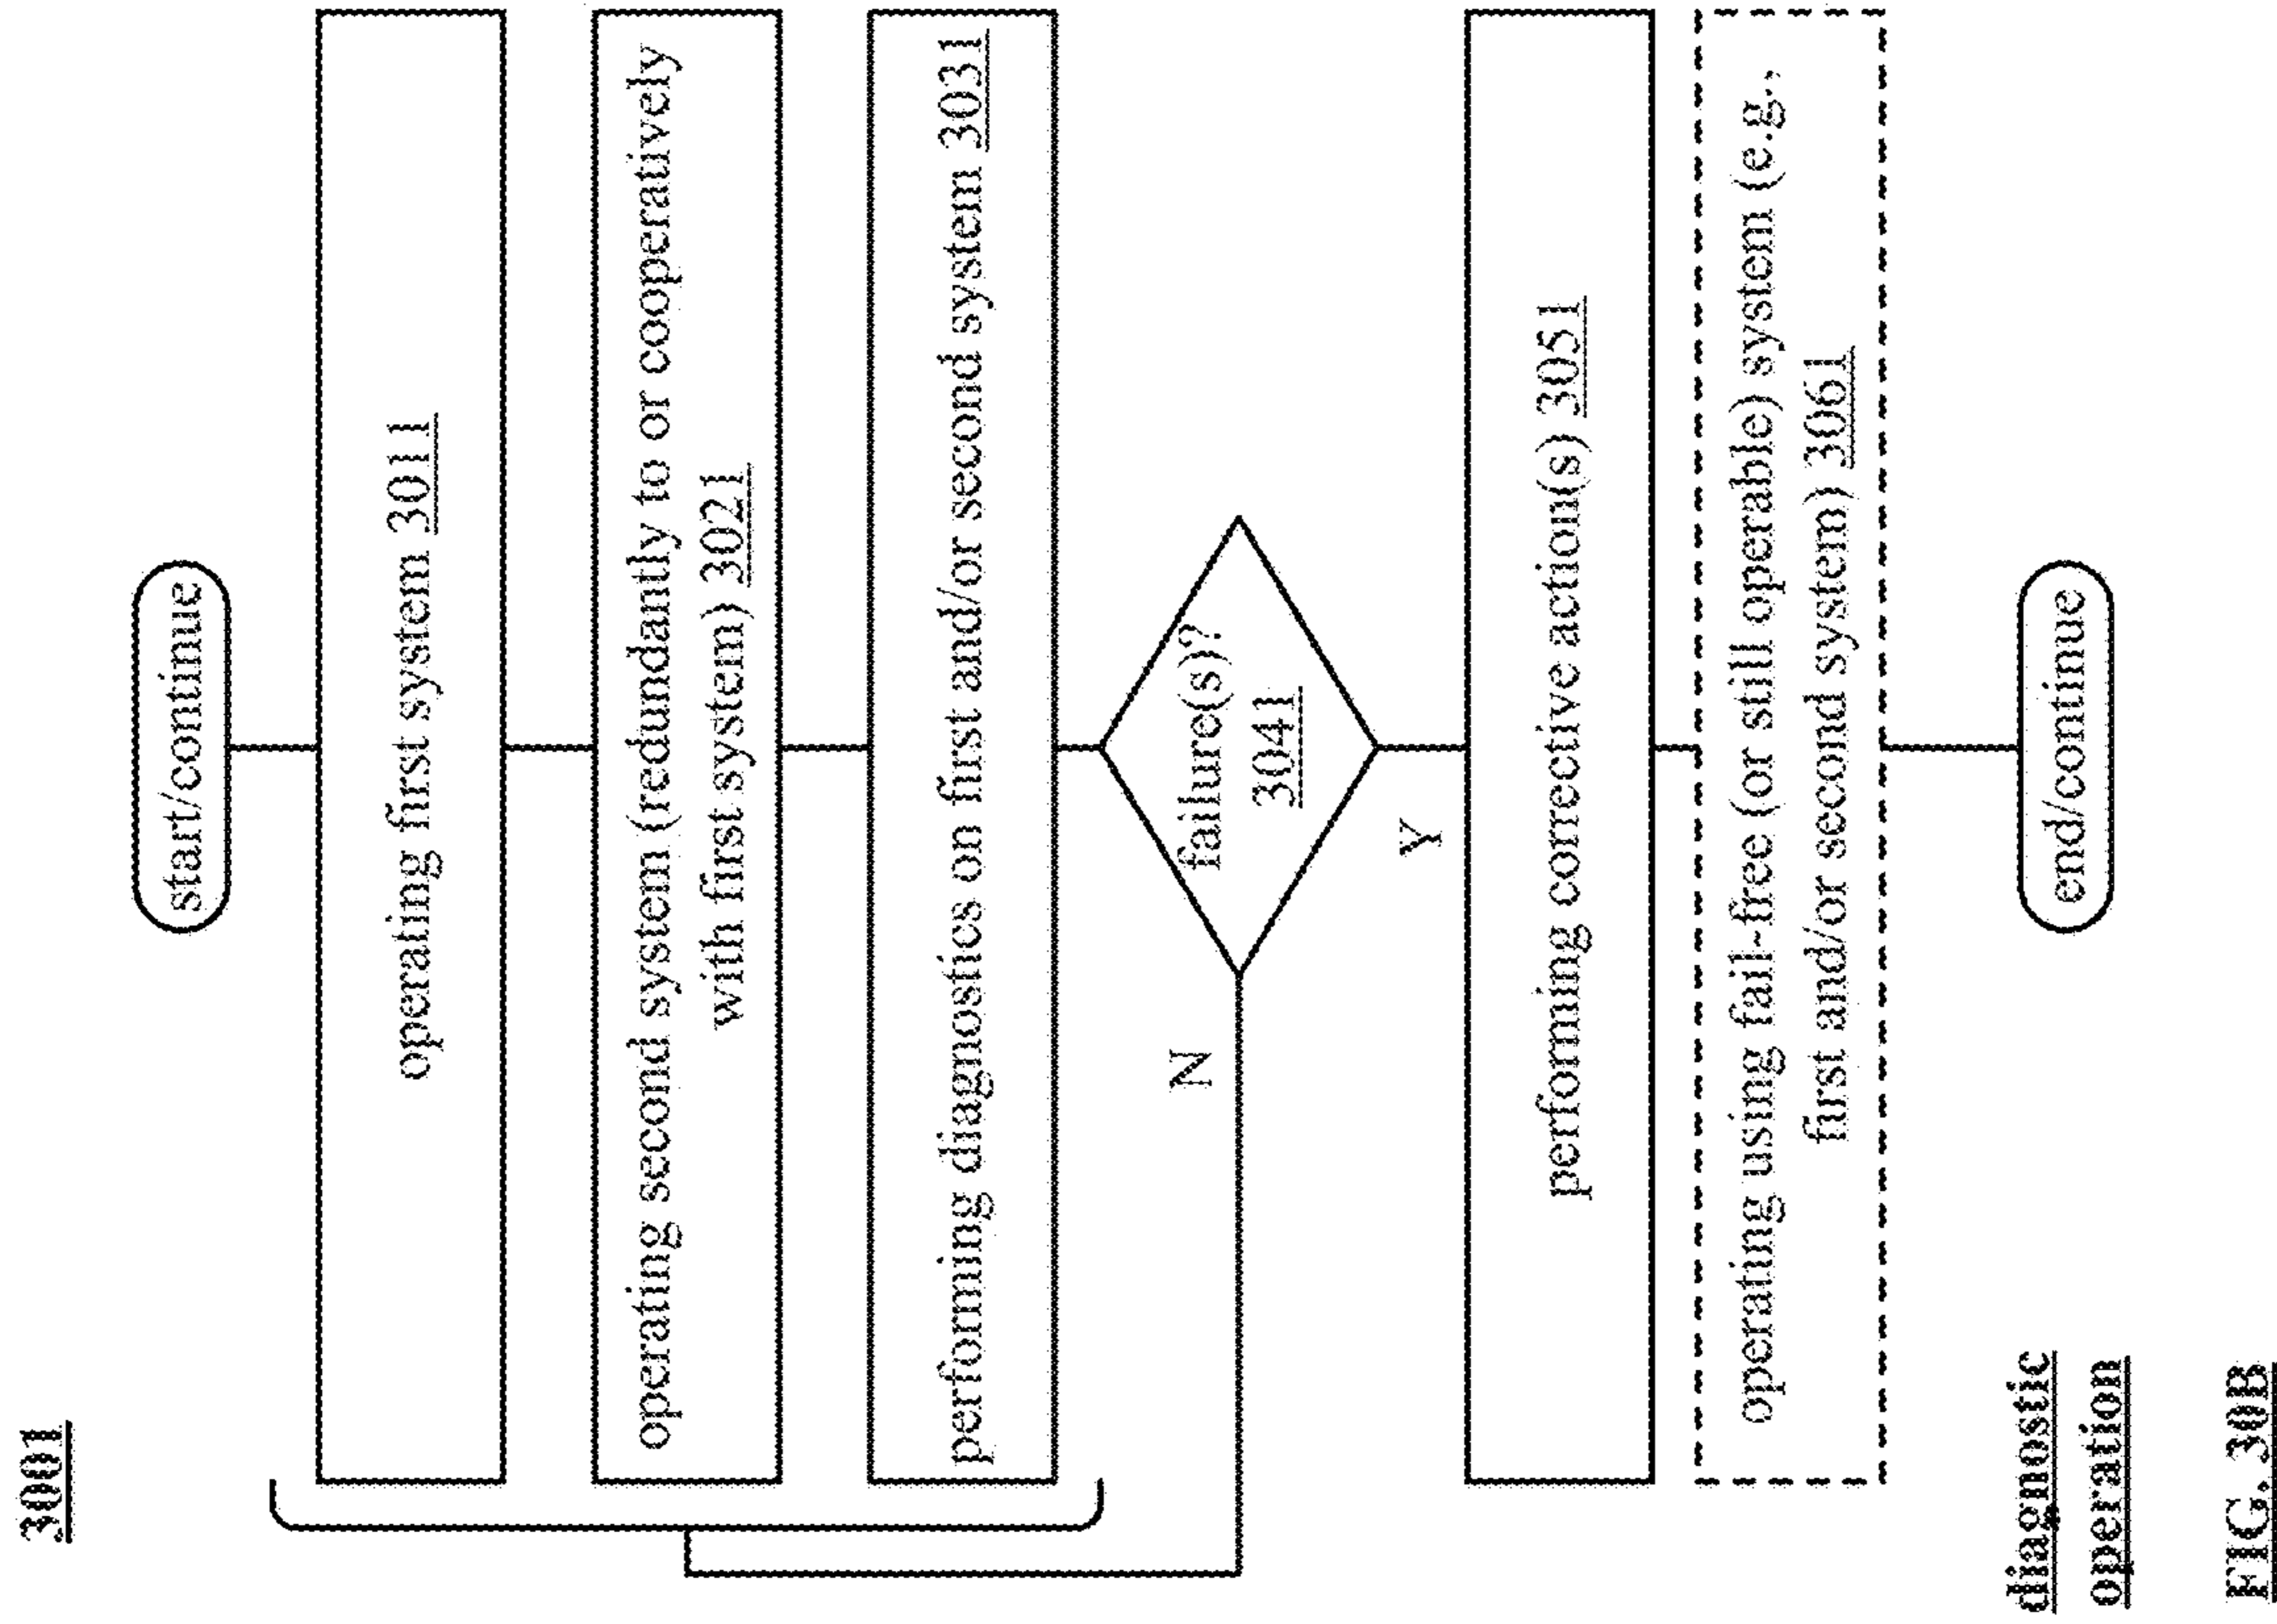 3001
start/continue
operating first system 3011
operating second system (redundantly to or cooperatively
with first system) 3021
performing diagnostics on first and/or second system 3031
failure(s)?
3041
N
Y
performing corrective action(s) 3051
operating using fail-free (or still operable) system (e.g.,
first and/or second system) 3061
end/continue
diagnostic
operation
FIG. 30B